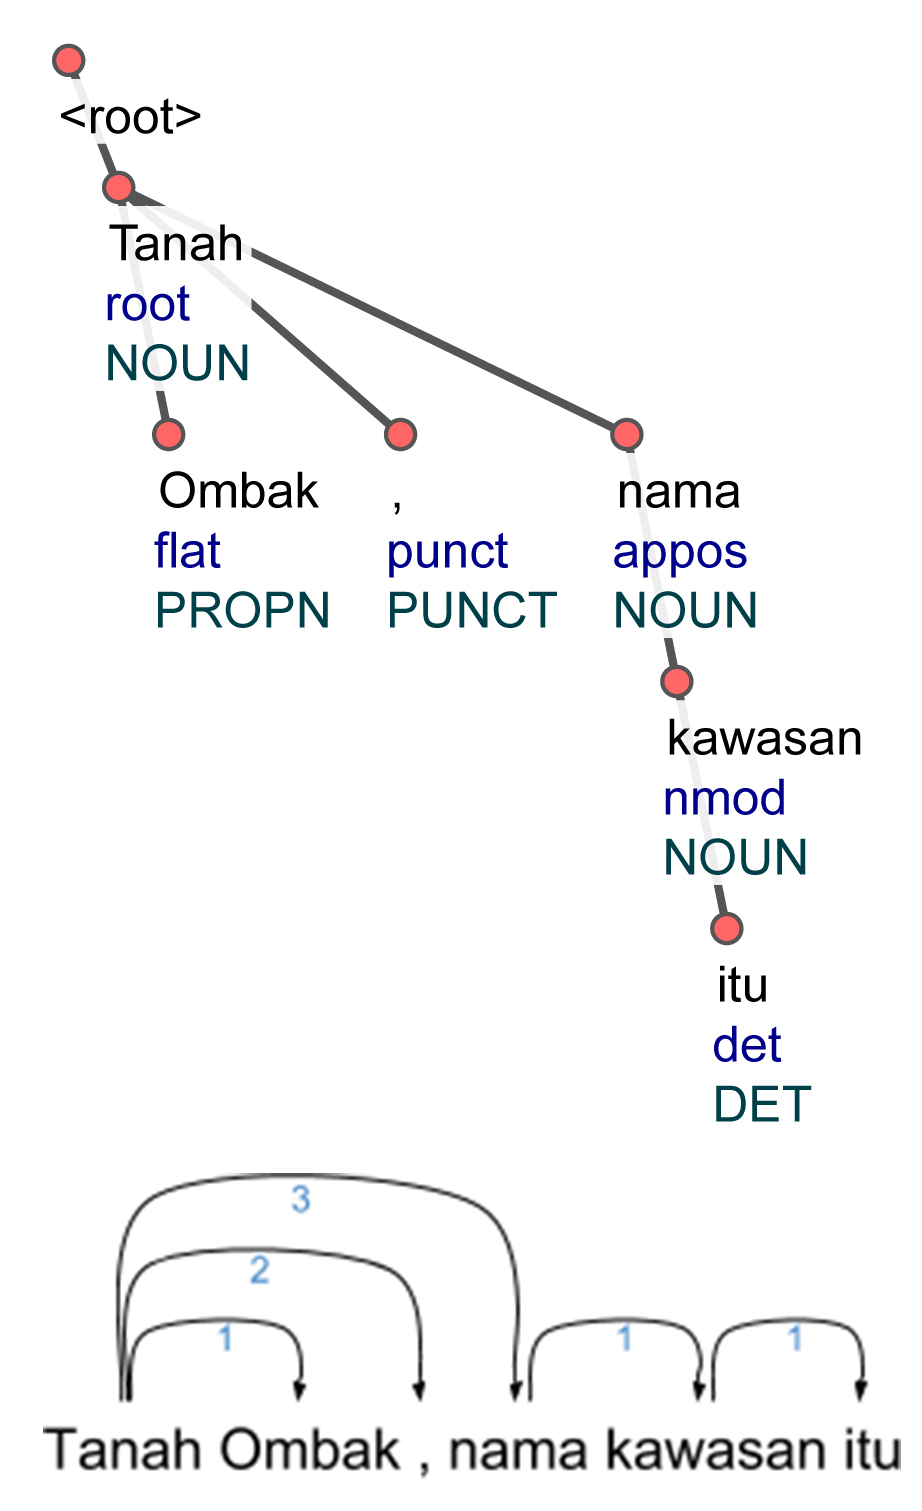 <root>
Tanah
root
NOUN
Ombak , nama
flat punct appos
PROPN PUNCT NOUN
kawasan
nmod
NOUN
itu
det
DET
3
2
1 1 1
Tanah Ombak , nama kawasan itu